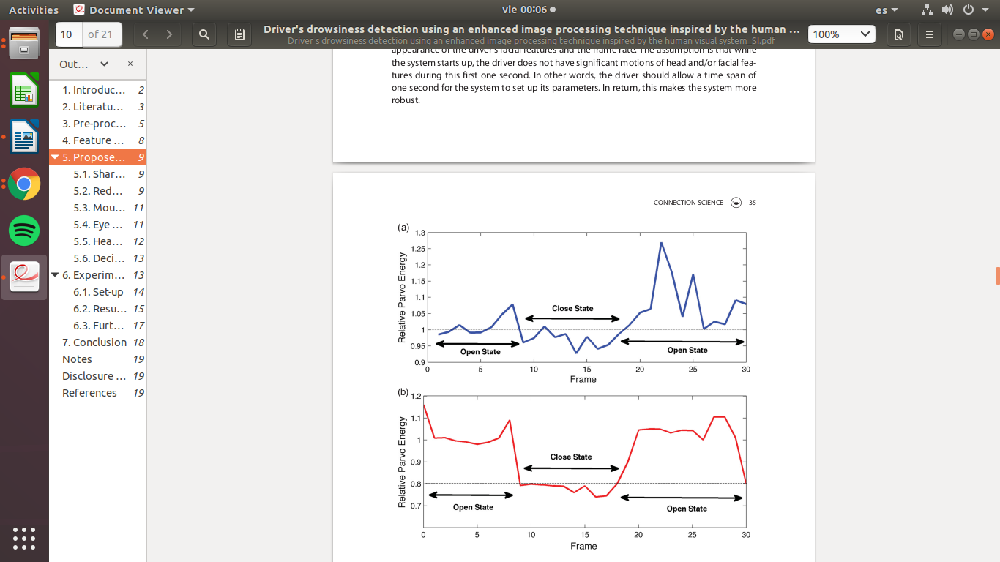 Activities
Document Viewer
vie 00:06
es
10
of 21
Driver's drowsiness detection using an enhanced image processing technique inspired by the human ...
Driver s drowsiness detection using an enhanced image processing technique inspired by the human visual system_SI.pdf
100%
Out...
1. Introduc... 2
2. Literatu... 3
3. Pre-proc... 5
4. Feature ... 8
5. Propose... 9
5.1. Shar... 9
5.2. Red... 9
5.3. Mou... 11
5.4. Eye ... 11
5.5. Hea... 12
5.6. Deci... 13
6. Experim... 13
6.1. Set-up 14
6.2. Resu... 15
6.3. Furt... 17
7. Conclusion 18
Notes 19
Disclosure ... 19
References 19
appearance of the driver's facial features and the frame rate. The assumption is that while
the system starts up, the driver does not have significant motions of head and/or facial fea-
tures during this first one second. In other words, the driver should allow a time span of
one second for the system to set up its parameters. In return, this makes the system more
robust.
CONNECTION SCIENCE 35
(a)
1.3
1.25
1.2
1.15
1.1
1.05
1
0.95
0.9
Relative Parvo Energy
Close State
Open State
Open State
0 5 10 15 20 25 30
Frame
(b)
1.2
1.1
1
0.9
0.8
0.7
Relative Parvo Energy
Close State
Open State
Open State
0 5 10 15 20 25 30
Frame